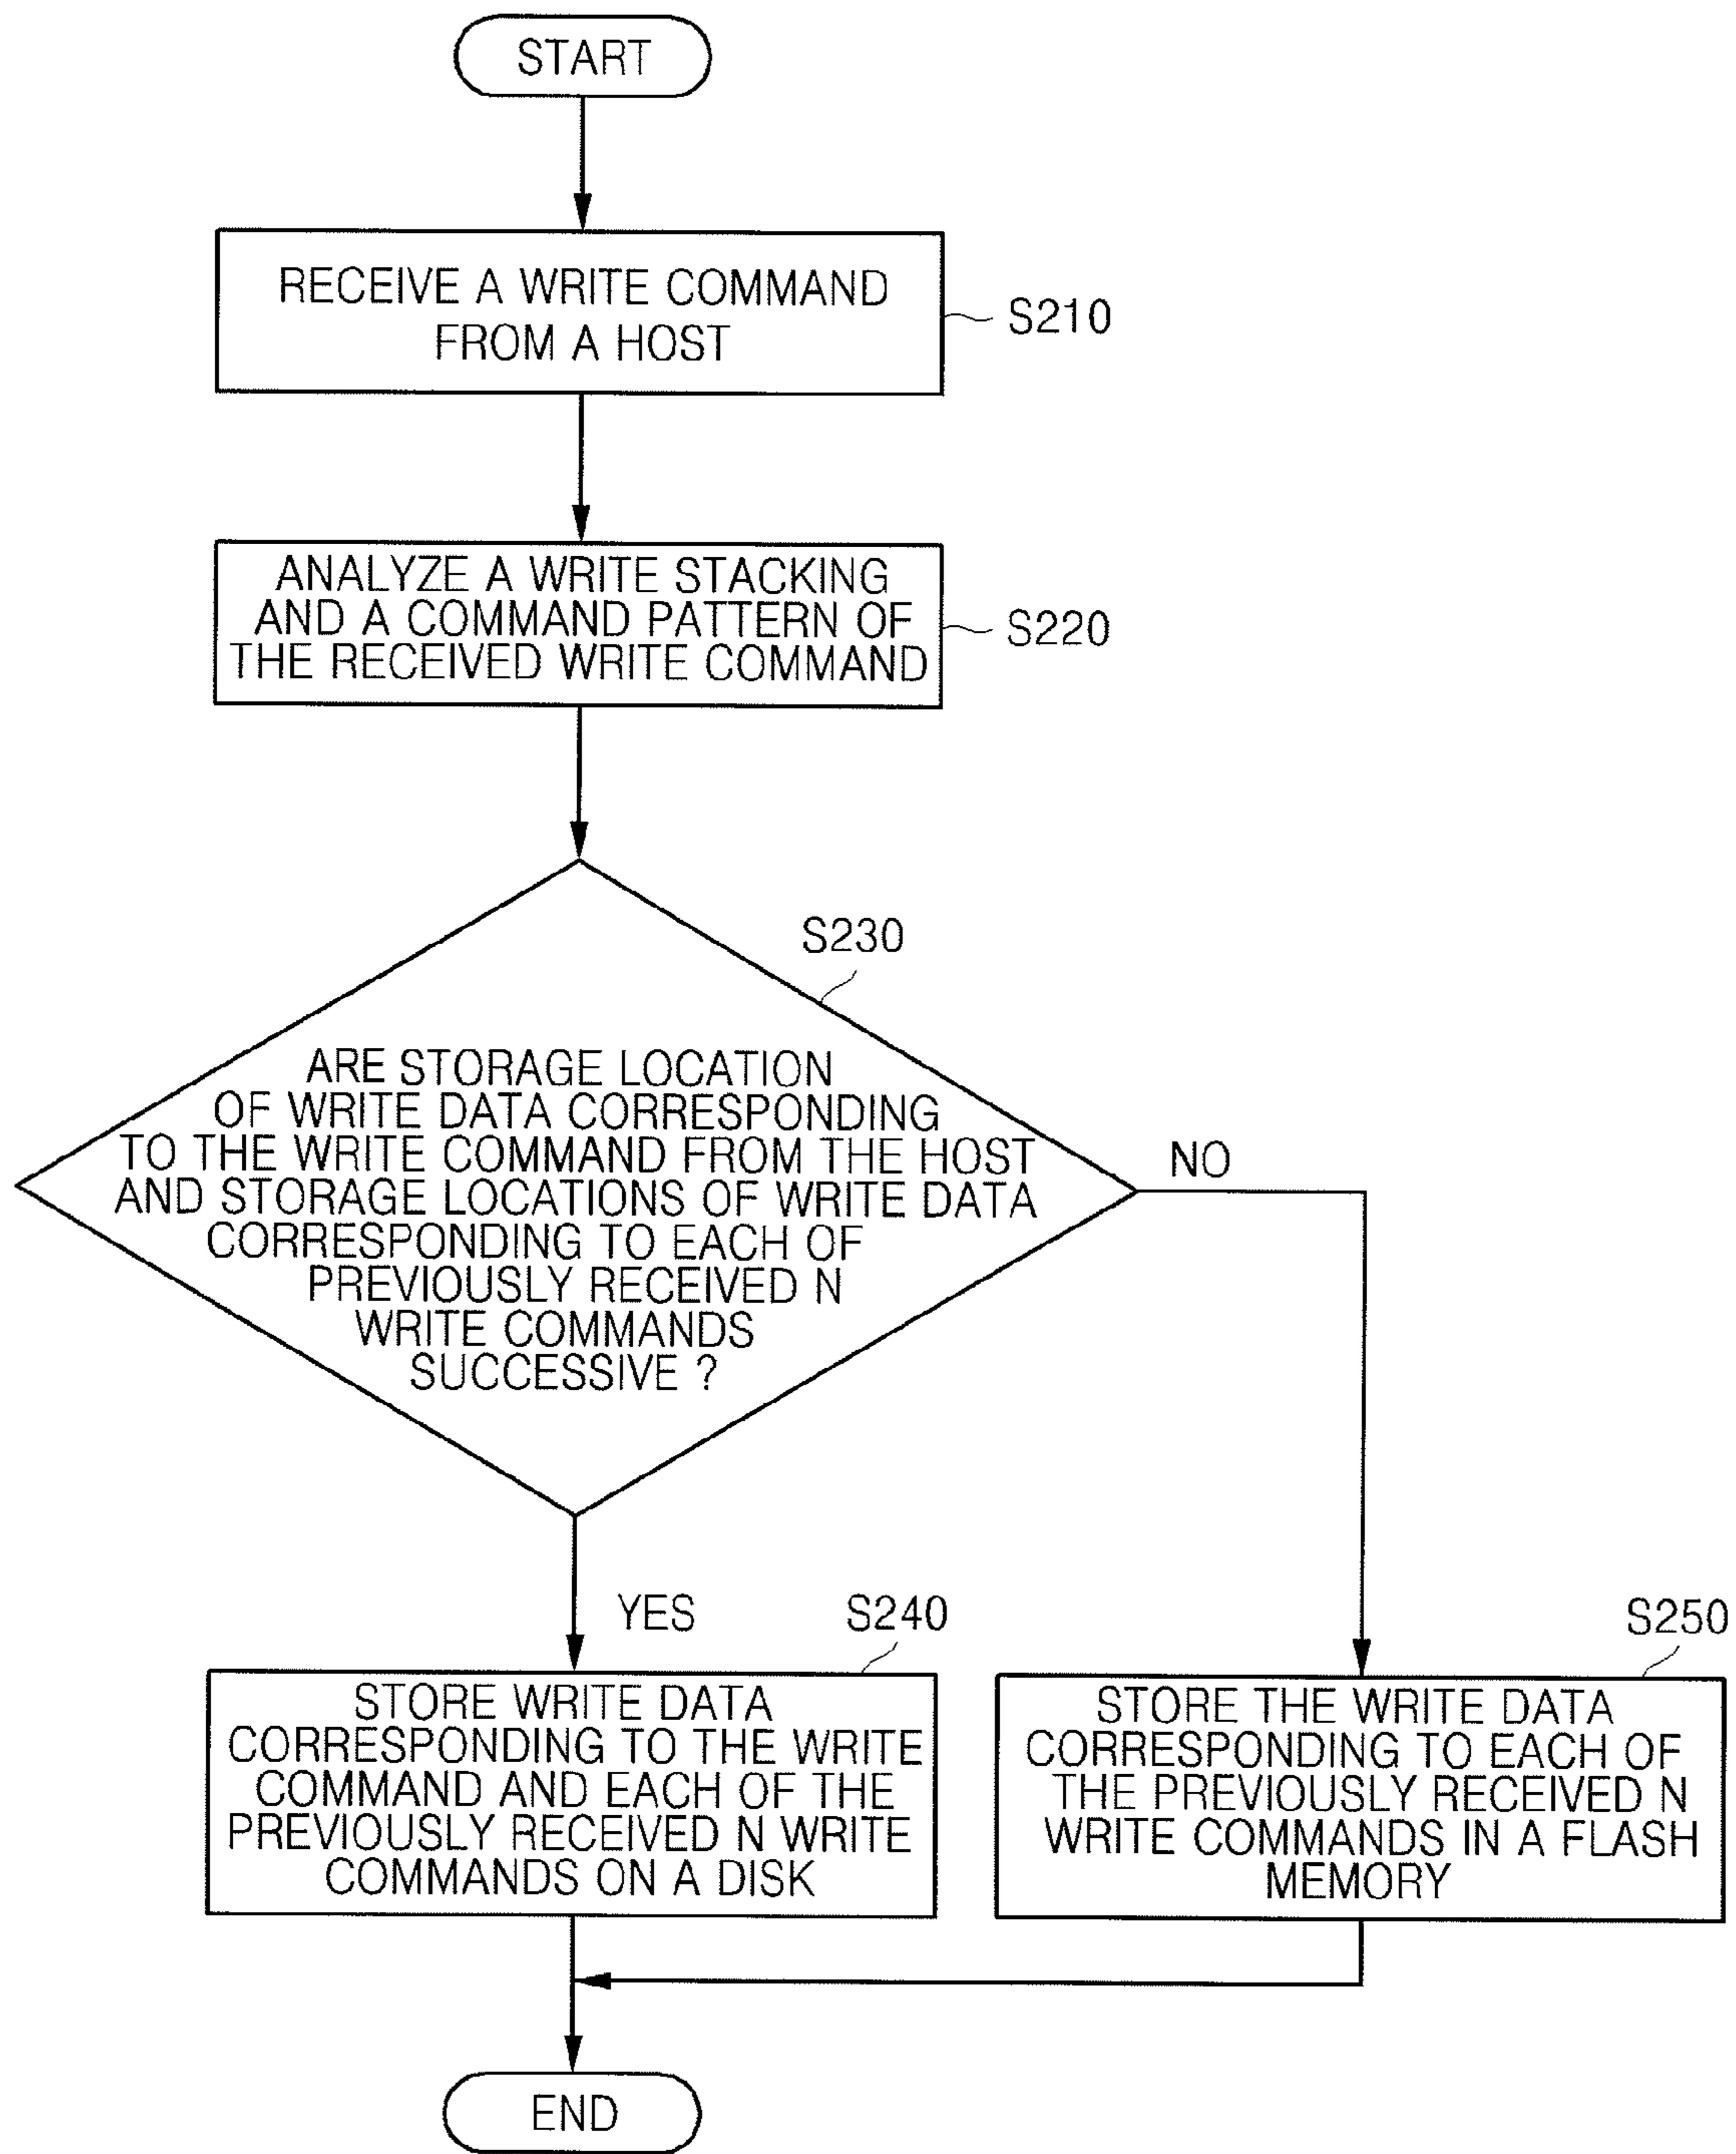 START
RECEIVE A WRITE COMMAND
FROM A HOST
S210
ANALYZE A WRITE STACKING
AND A COMMAND PATTERN OF
THE RECEIVED WRITE COMMAND
S220
S230
ARE STORAGE LOCATION
OF WRITE DATA CORRESPONDING
TO THE WRITE COMMAND FROM THE HOST
AND STORAGE LOCATIONS OF WRITE DATA
CORRESPONDING TO EACH OF
PREVIOUSLY RECEIVED N
WRITE COMMANDS
SUCCESSIVE ?
NO
YES
S240
STORE WRITE DATA
CORRESPONDING TO THE WRITE
COMMAND AND EACH OF THE
PREVIOUSLY RECEIVED N WRITE
COMMANDS ON A DISK
S250
STORE THE WRITE DATA
CORRESPONDING TO EACH OF
THE PREVIOUSLY RECEIVED N
WRITE COMMANDS IN A FLASH
MEMORY
END